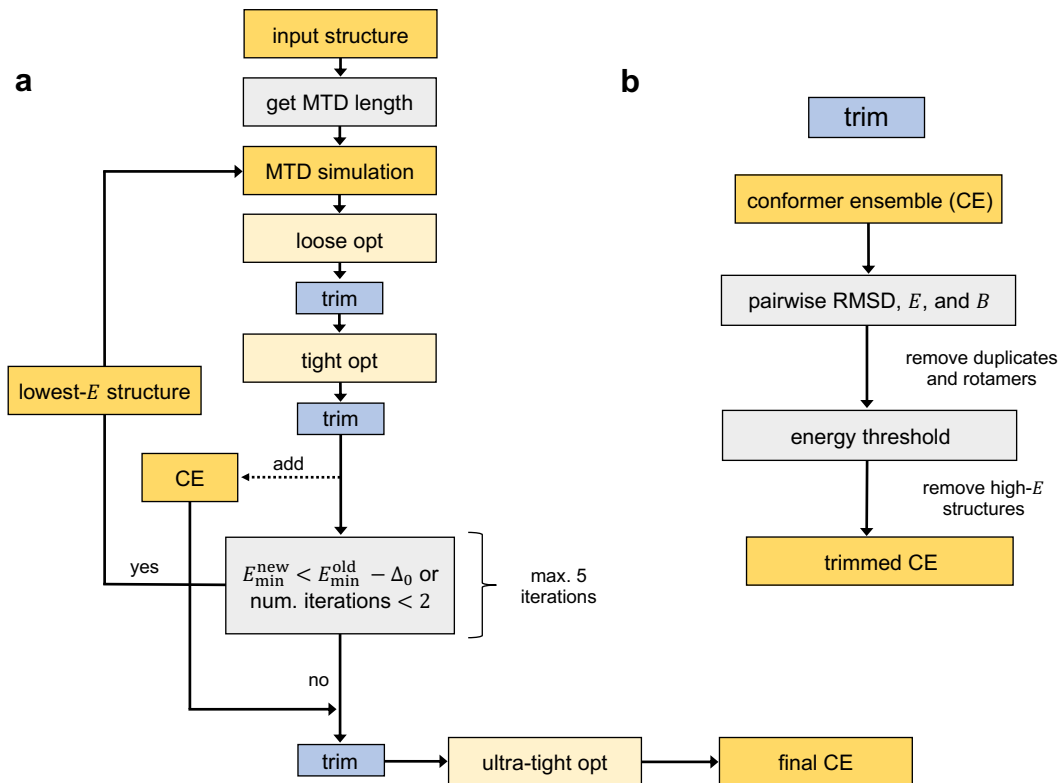 a
input structure
get MTD length
MTD simulation
loose opt
trim
tight opt
lowest-E structure
trim
add
CE
yes
E_min^new < E_min^old − Δ_0 or
num. iterations < 2
max. 5
iterations
no
trim
ultra-tight opt
final CE
b
trim
conformer ensemble (CE)
pairwise RMSD, E, and B
remove duplicates
and rotamers
energy threshold
remove high-E
structures
trimmed CE